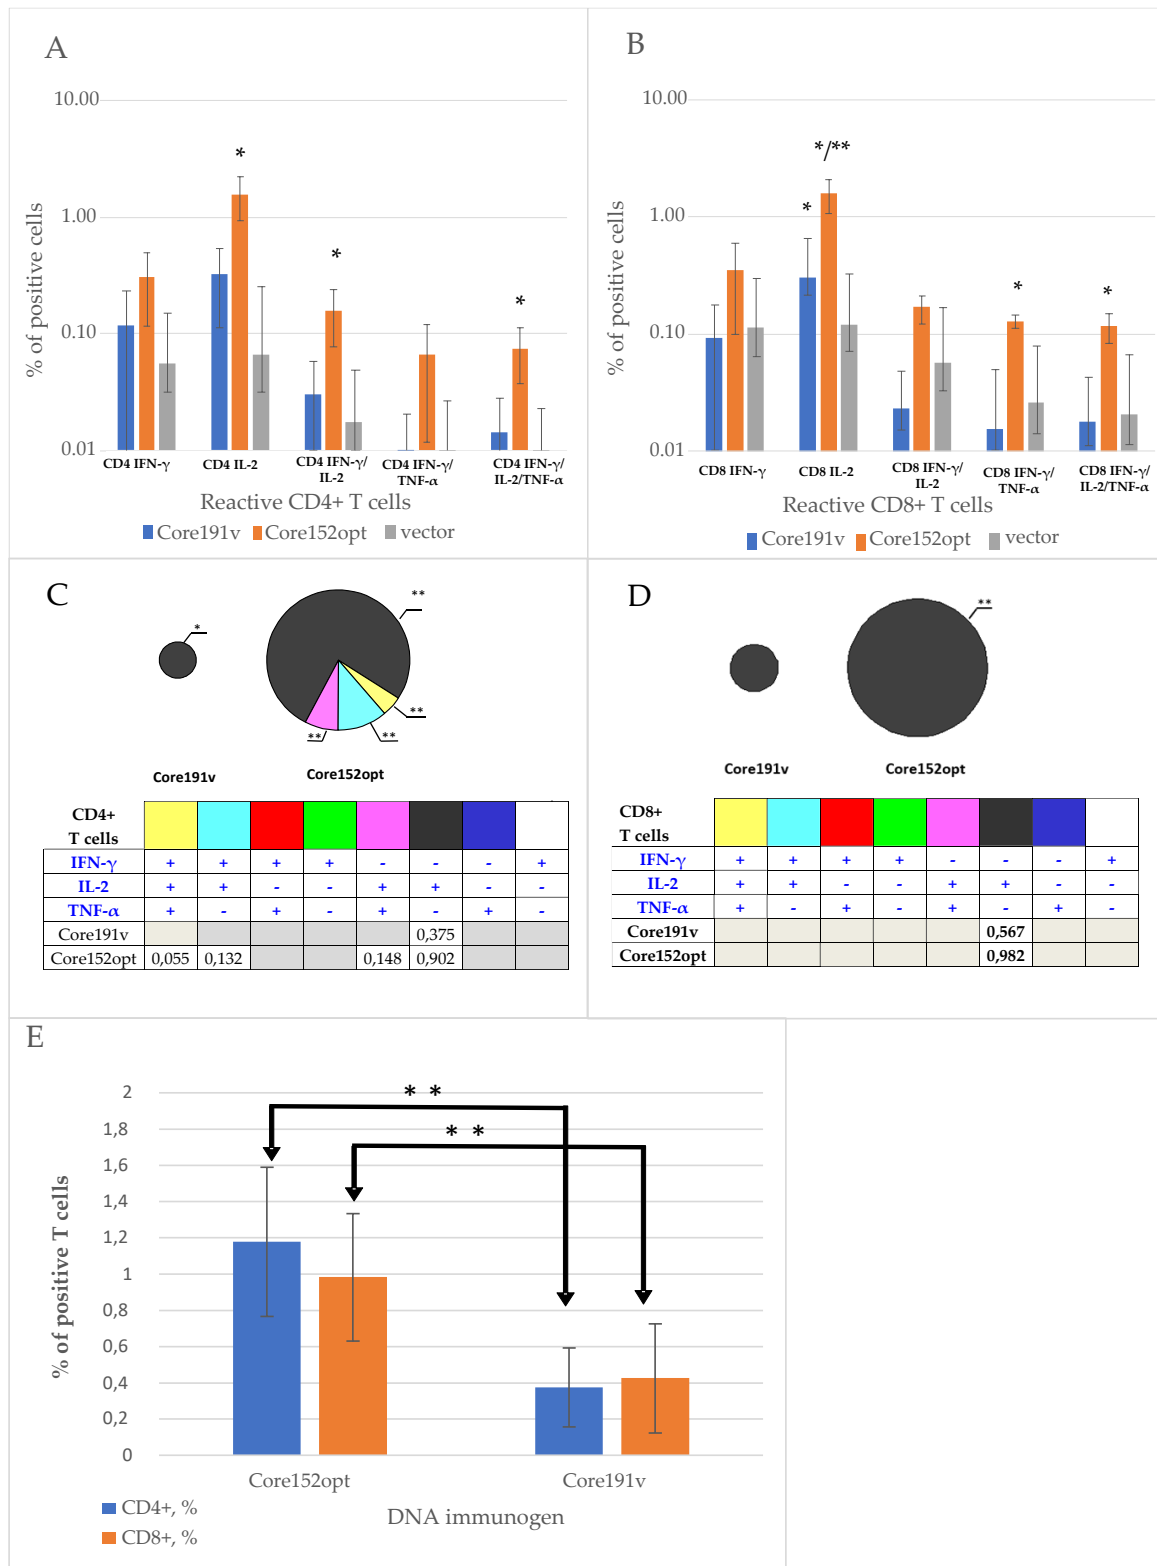 A
10.00
1.00
0.10
0.01
% of positive cells
*
*
*
CD4 IFN-γ
CD4 IL-2
CD4 IFN-γ/
IL-2
CD4 IFN-γ/
TNF-α
CD4 IFN-γ/
IL-2/TNF-α
Reactive CD4+ T cells
Core191v Core152opt vector
B
10.00
1.00
0.10
0.01
% of positive cells
*/**
*
*
*
CD8 IFN-γ
CD8 IL-2
CD8 IFN-γ/
IL-2
CD8 IFN-γ/
TNF-α
CD8 IFN-γ/
IL-2/TNF-α
Reactive CD8+ T cells
Core191v Core152opt vector
C
*
**
**
**
**
Core191v Core152opt
CD4+
T cells
IFN-γ + + + + - - - +
IL-2 + + - - + + - -
TNF-α + - + - + - + -
Core191v 0,375
Core152opt 0,055 0,132 0,148 0,902
D
**
Core191v Core152opt
CD8+
T cells
IFN-γ + + + + - - - +
IL-2 + + - - + + - -
TNF-α + - + - + - + -
Core191v 0,567
Core152opt 0,982
E
* *
* *
2
1,8
1,6
1,4
1,2
1
0,8
0,6
0,4
0,2
0
% of positive T cells
Core152opt Core191v
DNA immunogen
CD4+, %
CD8+, %